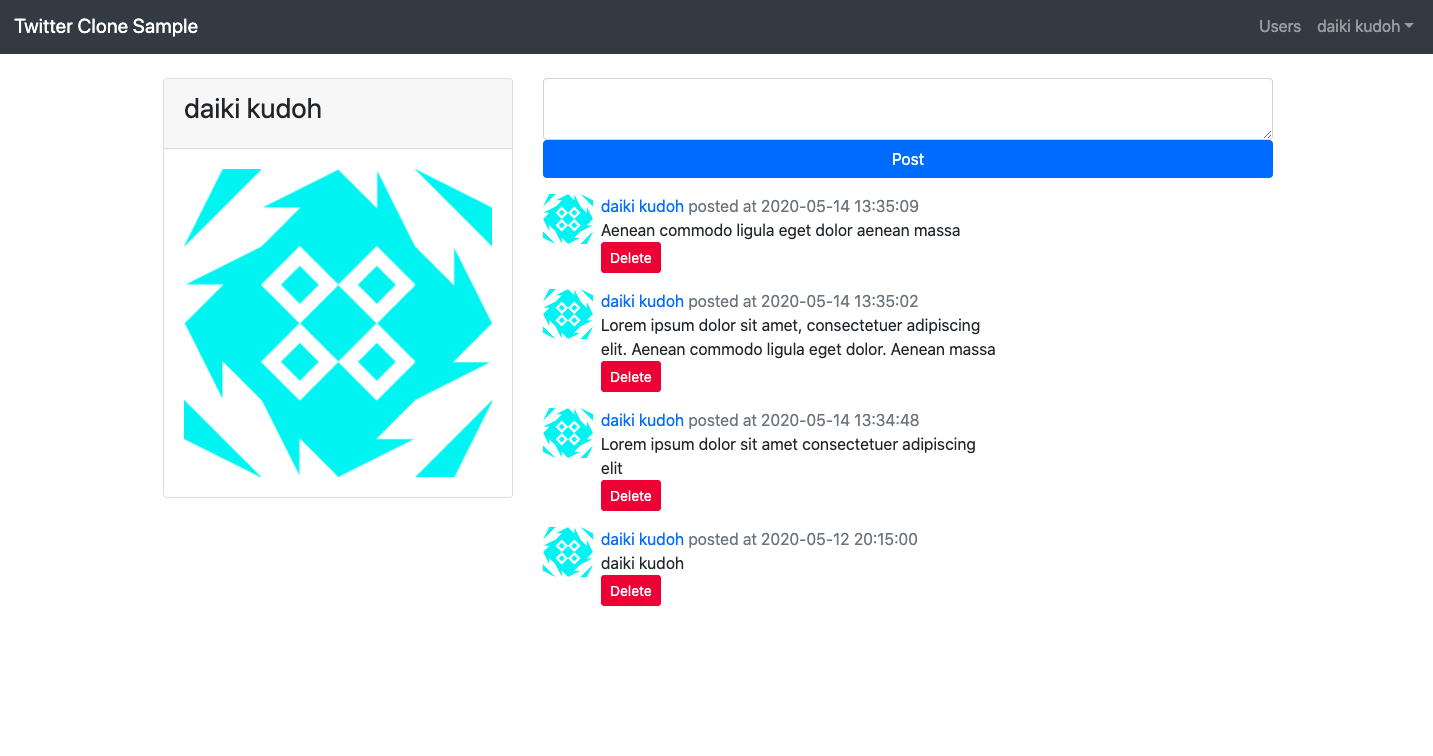 Twitter Clone Sample
Users
daiki kudoh
daiki kudoh
Post
daiki kudoh posted at 2020-05-14 13:35:09
Aenean commodo ligula eget dolor aenean massa
Delete
daiki kudoh posted at 2020-05-14 13:35:02
Lorem ipsum dolor sit amet, consectetuer adipiscing
elit. Aenean commodo ligula eget dolor. Aenean massa
Delete
daiki kudoh posted at 2020-05-14 13:34:48
Lorem ipsum dolor sit amet consectetuer adipiscing
elit
Delete
daiki kudoh posted at 2020-05-12 20:15:00
daiki kudoh
Delete